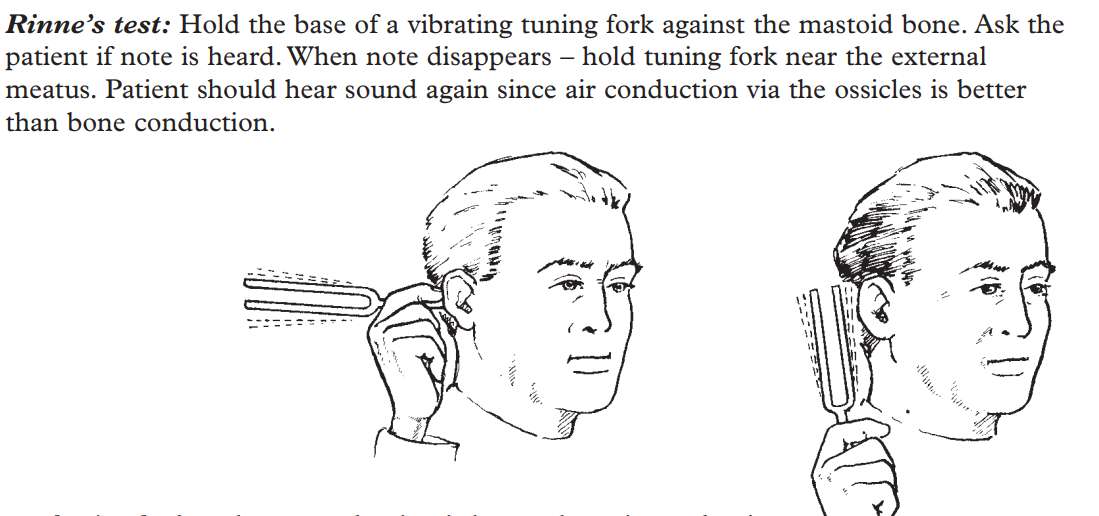 Rinne’s test: Hold the base of a vibrating tuning fork against the mastoid bone. Ask the
patient if note is heard. When note disappears – hold tuning fork near the external
meatus. Patient should hear sound again since air conduction via the ossicles is better
than bone conduction.